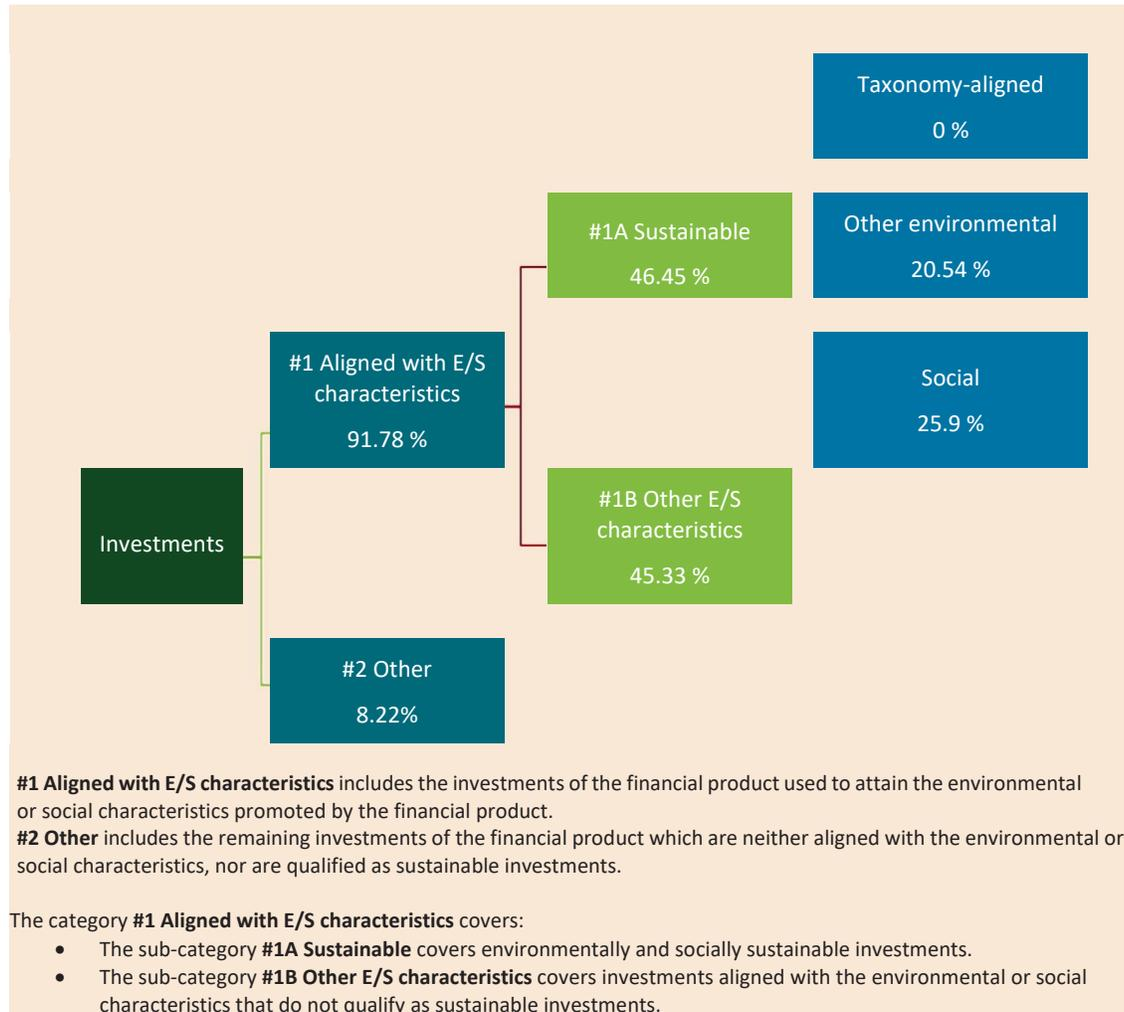 Taxonomy-aligned
0 %
#1A Sustainable
46.45 %
Other environmental
20.54 %
#1 Aligned with E/S
characteristics
91.78 %
Social
25.9 %
Investments
#1B Other E/S
characteristics
45.33 %
#2 Other
8.22%
#1 Aligned with E/S characteristics includes the investments of the financial product used to attain the environmental
or social characteristics promoted by the financial product.
#2 Other includes the remaining investments of the financial product which are neither aligned with the environmental or
social characteristics, nor are qualified as sustainable investments.
The category #1 Aligned with E/S characteristics covers:
• The sub-category #1A Sustainable covers environmentally and socially sustainable investments.
• The sub-category #1B Other E/S characteristics covers investments aligned with the environmental or social
characteristics that do not qualify as sustainable investments.